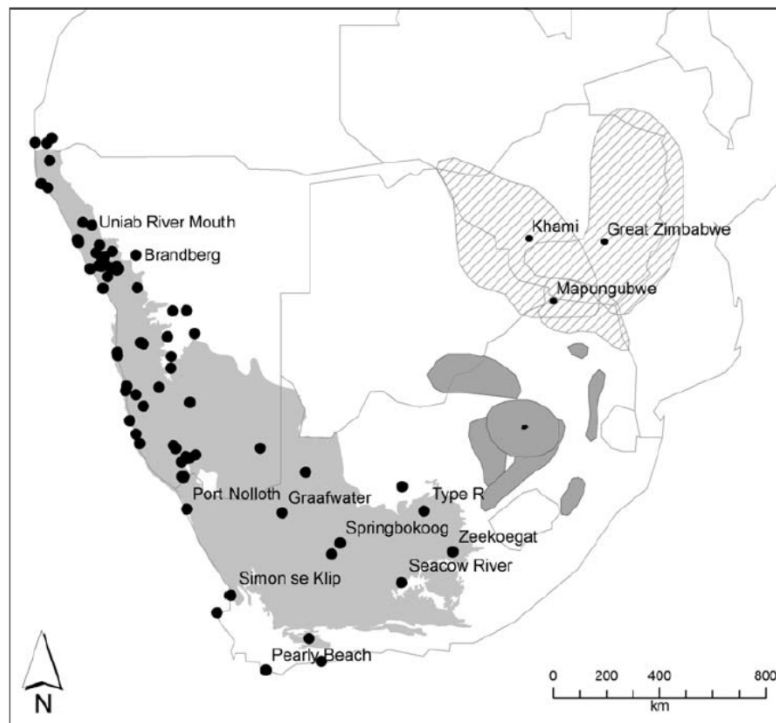 Uniab River Mouth
Brandberg
Khami
Great Zimbabwe
Mapungubwe
Port Nolloth
Graafwater
Type R
Springbokoog
Zeekoegat
Seacow River
Simon se Klip
Pearly Beach
N
0 200 400 800
km